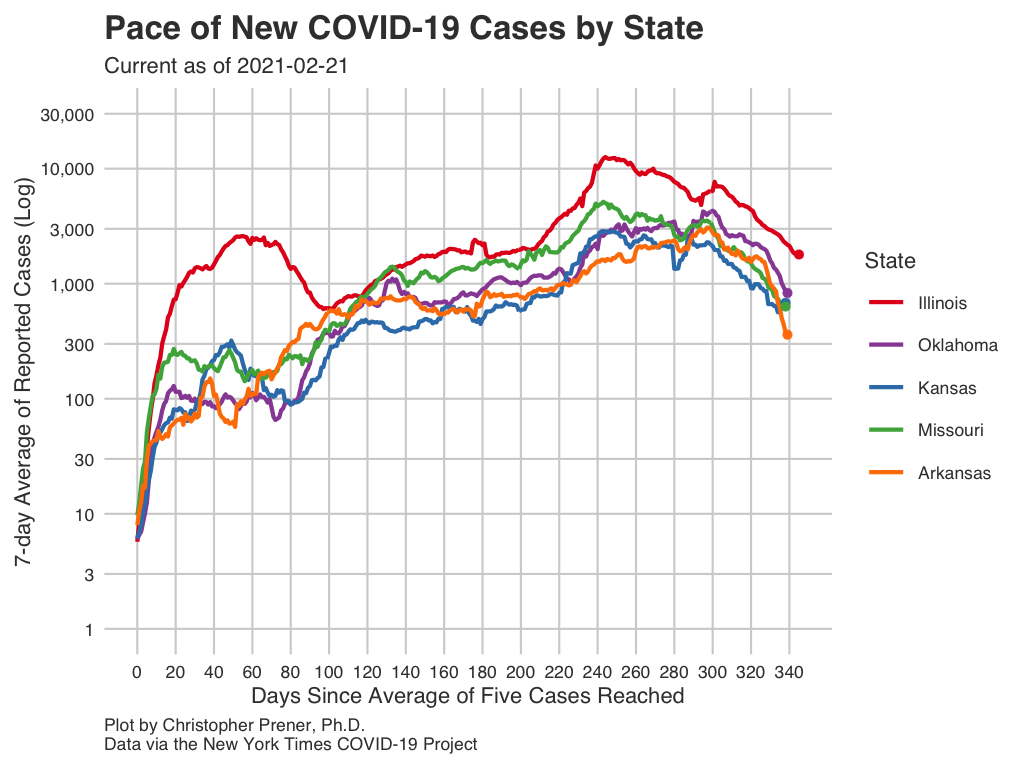 Pace of New COVID-19 Cases by State
Current as of 2021-02-21
7-day Average of Reported Cases (Log)
30,000
10,000
3,000
1,000
300
100
30
10
3
1
0 20 40 60 80 100 120 140 160 180 200 220 240 260 280 300 320 340
Days Since Average of Five Cases Reached
State
Illinois
Oklahoma
Kansas
Missouri
Arkansas
Plot by Christopher Prener, Ph.D.
Data via the New York Times COVID-19 Project